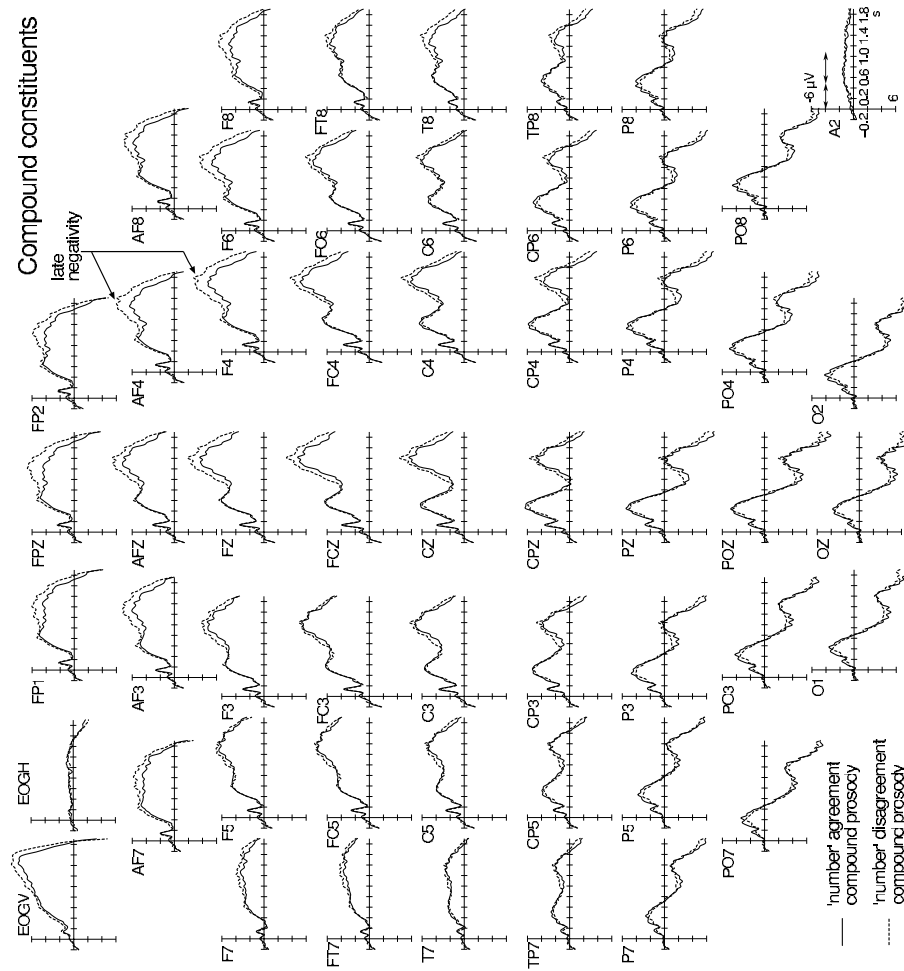 Compound constituents
EOGV EOGH FP1 FPZ FP2
late
negativity
AF7 AF3 AFZ AF4 AF8
F7 F5 F3 FZ F4 F6 F8
FT7 FC5 FC3 FCZ FC4 FC6 FT8
T7 C5 C3 CZ C4 C6 T8
TP7 CP5 CP3 CPZ CP4 CP6 TP8
P7 P5 P3 PZ P4 P6 P8
PO7 PO3 POZ PO4 PO8
O1 OZ O2 A2
-6 µV
-0.2 0.2 0.6 1.0 1.4 1.8
s
6
'number' agreement
compound prosody
'number' disagreement
compound prosody